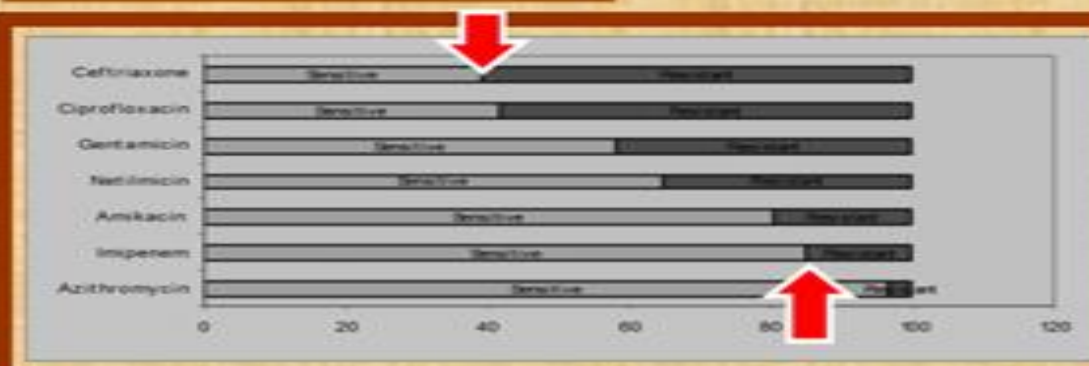 Ceftriaxone Sensitive Resistant
Ciprofloxacin Sensitive Resistant
Gentamicin Sensitive Resistant
Netilmicin Sensitive Resistant
Amikacin Sensitive Resistant
Imipenem Sensitive Resistant
Azithromycin Sensitive
0 20 40 60 80 100 120